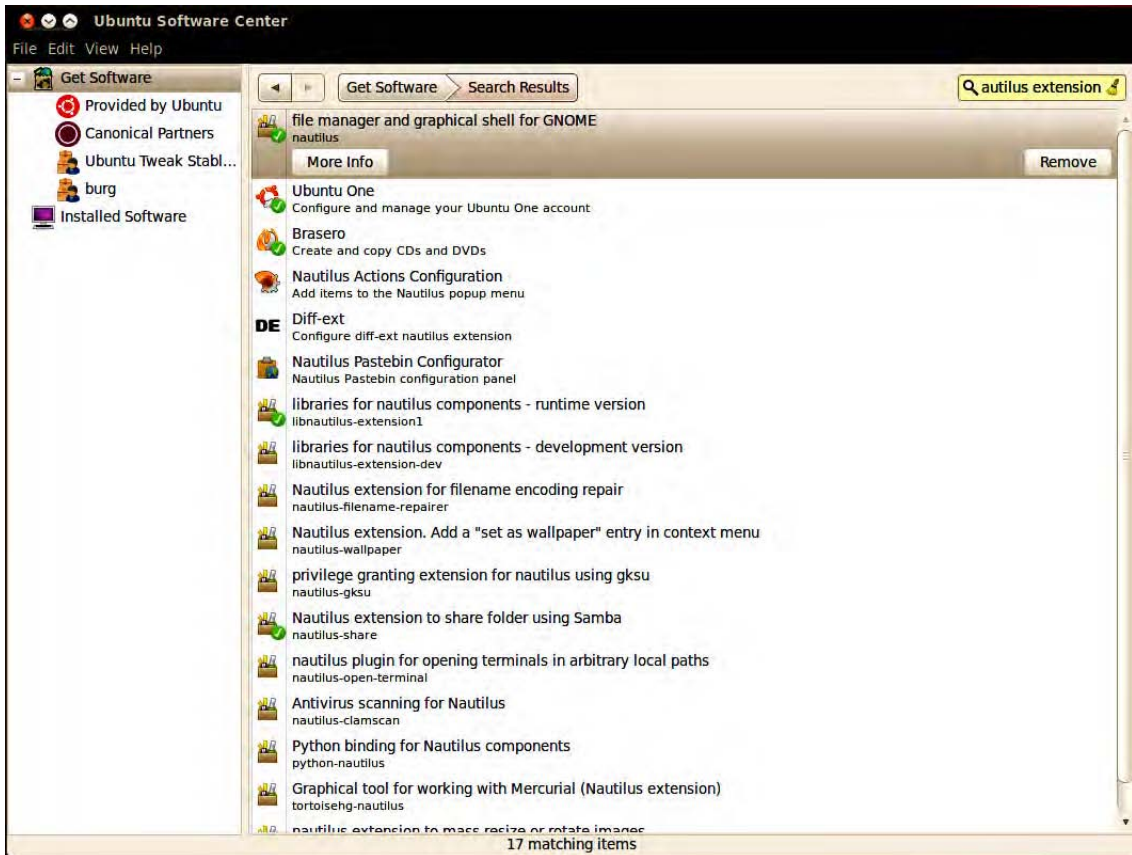 Ubuntu Software Center
File Edit View Help
Get Software
Provided by Ubuntu
Canonical Partners
Ubuntu Tweak Stabl...
burg
Installed Software
Get Software Search Results
autilus extension
file manager and graphical shell for GNOME
nautilus
More Info Remove
Ubuntu One
Configure and manage your Ubuntu One account
Brasero
Create and copy CDs and DVDs
Nautilus Actions Configuration
Add items to the Nautilus popup menu
DE Diff-ext
Configure diff-ext nautilus extension
Nautilus Pastebin Configurator
Nautilus Pastebin configuration panel
libraries for nautilus components - runtime version
libnautilus-extension1
libraries for nautilus components - development version
libnautilus-extension-dev
Nautilus extension for filename encoding repair
nautilus-filename-repairer
Nautilus extension. Add a "set as wallpaper" entry in context menu
nautilus-wallpaper
privilege granting extension for nautilus using gksu
nautilus-gksu
Nautilus extension to share folder using Samba
nautilus-share
nautilus plugin for opening terminals in arbitrary local paths
nautilus-open-terminal
Antivirus scanning for Nautilus
nautilus-clamscan
Python binding for Nautilus components
python-nautilus
Graphical tool for working with Mercurial (Nautilus extension)
tortoisehg-nautilus
nautilus extension to mass resize or rotate images
17 matching items